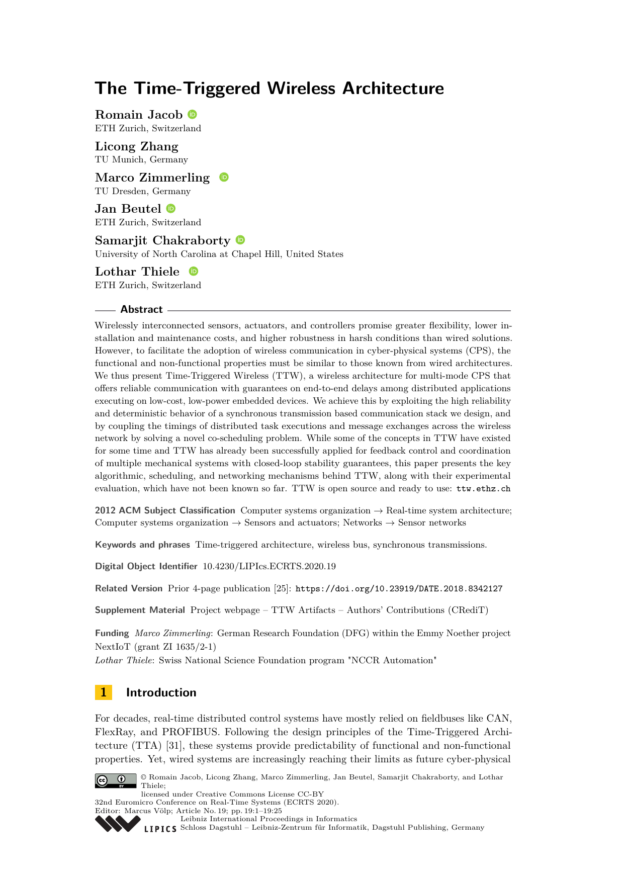 The Time-Triggered Wireless Architecture
Romain Jacob
ETH Zurich, Switzerland
Licong Zhang
TU Munich, Germany
Marco Zimmerling
TU Dresden, Germany
Jan Beutel
ETH Zurich, Switzerland
Samarjit Chakraborty
University of North Carolina at Chapel Hill, United States
Lothar Thiele
ETH Zurich, Switzerland
Abstract
Wirelessly interconnected sensors, actuators, and controllers promise greater flexibility, lower in-
stallation and maintenance costs, and higher robustness in harsh conditions than wired solutions.
However, to facilitate the adoption of wireless communication in cyber-physical systems (CPS), the
functional and non-functional properties must be similar to those known from wired architectures.
We thus present Time-Triggered Wireless (TTW), a wireless architecture for multi-mode CPS that
offers reliable communication with guarantees on end-to-end delays among distributed applications
executing on low-cost, low-power embedded devices. We achieve this by exploiting the high reliability
and deterministic behavior of a synchronous transmission based communication stack we design, and
by coupling the timings of distributed task executions and message exchanges across the wireless
network by solving a novel co-scheduling problem. While some of the concepts in TTW have existed
for some time and TTW has already been successfully applied for feedback control and coordination
of multiple mechanical systems with closed-loop stability guarantees, this paper presents the key
algorithmic, scheduling, and networking mechanisms behind TTW, along with their experimental
evaluation, which have not been known so far. TTW is open source and ready to use: ttw.ethz.ch
2012 ACM Subject Classification Computer systems organization → Real-time system architecture;
Computer systems organization → Sensors and actuators; Networks → Sensor networks
Keywords and phrases Time-triggered architecture, wireless bus, synchronous transmissions.
Digital Object Identifier 10.4230/LIPIcs.ECRTS.2020.19
Related Version Prior 4-page publication [25]: https://doi.org/10.23919/DATE.2018.8342127
Supplement Material Project webpage – TTW Artifacts – Authors' Contributions (CRediT)
Funding Marco Zimmerling: German Research Foundation (DFG) within the Emmy Noether project
NextIoT (grant ZI 1635/2-1)
Lothar Thiele: Swiss National Science Foundation program "NCCR Automation"
1 Introduction
For decades, real-time distributed control systems have mostly relied on fieldbuses like CAN,
FlexRay, and PROFIBUS. Following the design principles of the Time-Triggered Archi-
tecture (TTA) [31], these systems provide predictability of functional and non-functional
properties. Yet, wired systems are increasingly reaching their limits as future cyber-physical
cc BY
© Romain Jacob, Licong Zhang, Marco Zimmerling, Jan Beutel, Samarjit Chakraborty, and Lothar
Thiele;
licensed under Creative Commons License CC-BY
32nd Euromicro Conference on Real-Time Systems (ECRTS 2020).
Editor: Marcus Völp; Article No. 19; pp. 19:1–19:25
Leibniz International Proceedings in Informatics
LIPICS Schloss Dagstuhl – Leibniz-Zentrum für Informatik, Dagstuhl Publishing, Germany